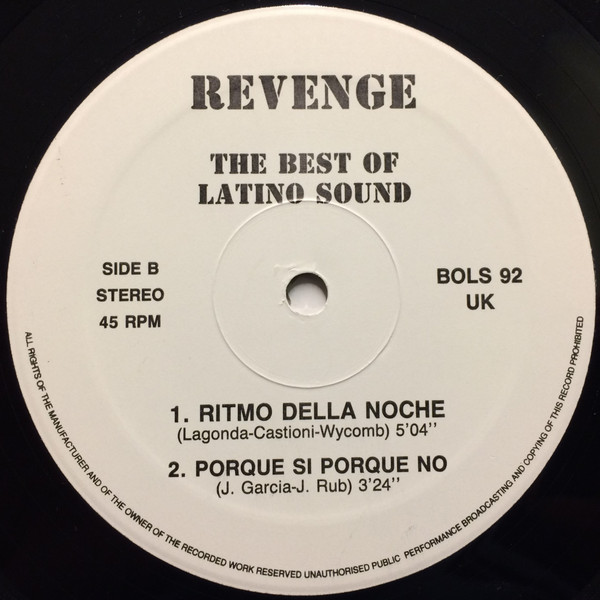 REVENGE
THE BEST OF
LATINO SOUND
SIDE B
STEREO
45 RPM
BOLS 92
UK
1. RITMO DELLA NOCHE
(Lagonda-Castioni-Wycomb) 5'04''
2. PORQUE SI PORQUE NO
(J. Garcia-J. Rub) 3'24''
ALL RIGHTS OF THE MANUFACTURER AND OF THE OWNER OF THE RECORDED WORK RESERVED UNAUTHORISED PUBLIC PERFORMANCE BROADCASTING AND COPYING OF THIS RECORD PROHIBITED